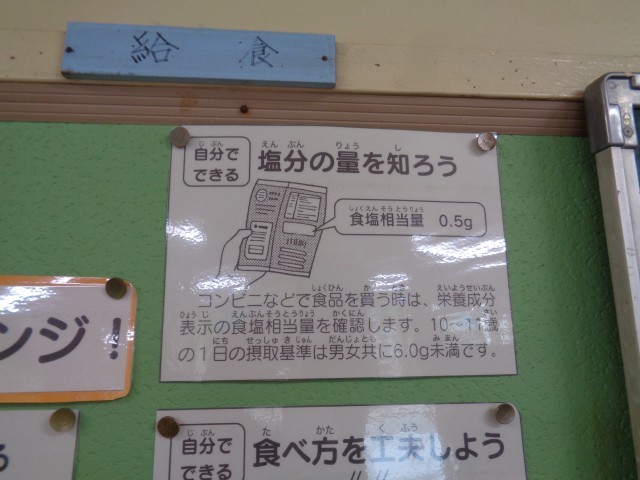 給食
自分で
できる
塩分の量を知ろう
食塩相当量 0.5g
コンビニなどで食品を買う時は、栄養成分
表示の食塩相当量を確認します。10〜11歳
の1日の摂取基準は男女共に6.0g未満です。
ンジ！
自分で
できる
食べ方を工夫しよう